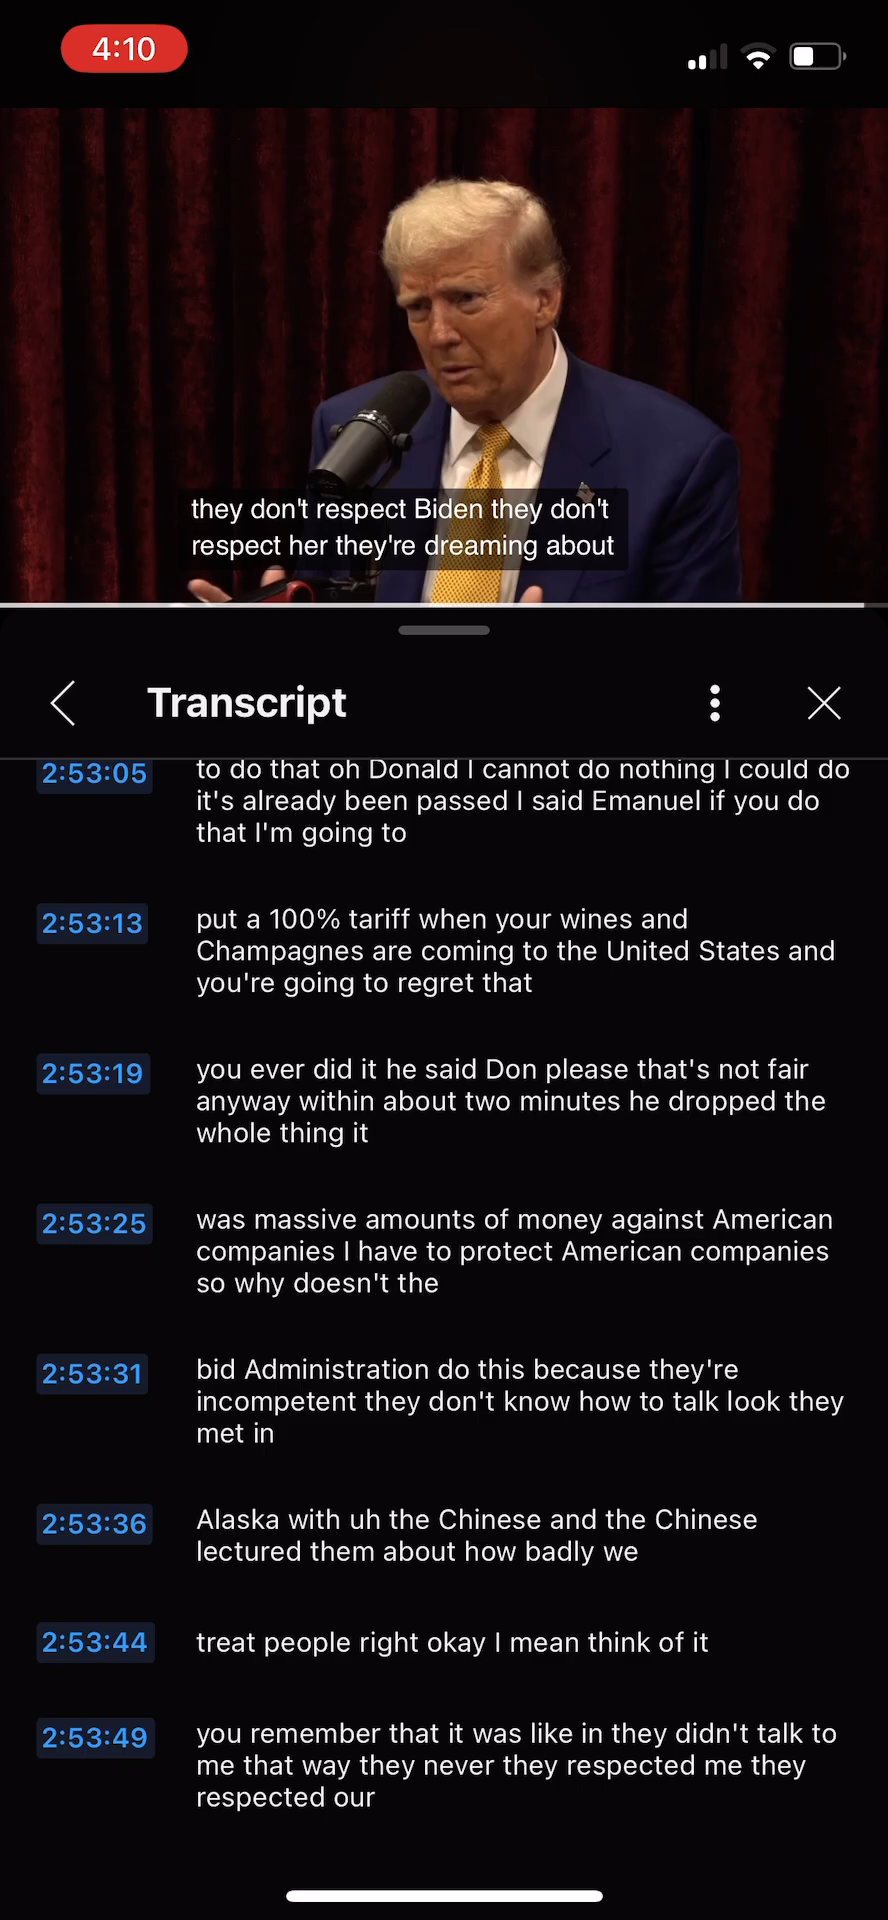 4:10
they don't respect Biden they don't
respect her they're dreaming about
Transcript
2:53:05
to do that oh Donald I cannot do nothing I could do
it's already been passed I said Emanuel if you do
that I'm going to
2:53:13
put a 100% tariff when your wines and
Champagnes are coming to the United States and
you're going to regret that
2:53:19
you ever did it he said Don please that's not fair
anyway within about two minutes he dropped the
whole thing it
2:53:25
was massive amounts of money against American
companies I have to protect American companies
so why doesn't the
2:53:31
bid Administration do this because they're
incompetent they don't know how to talk look they
met in
2:53:36
Alaska with uh the Chinese and the Chinese
lectured them about how badly we
2:53:44
treat people right okay I mean think of it
2:53:49
you remember that it was like in they didn't talk to
me that way they never they respected me they
respected our